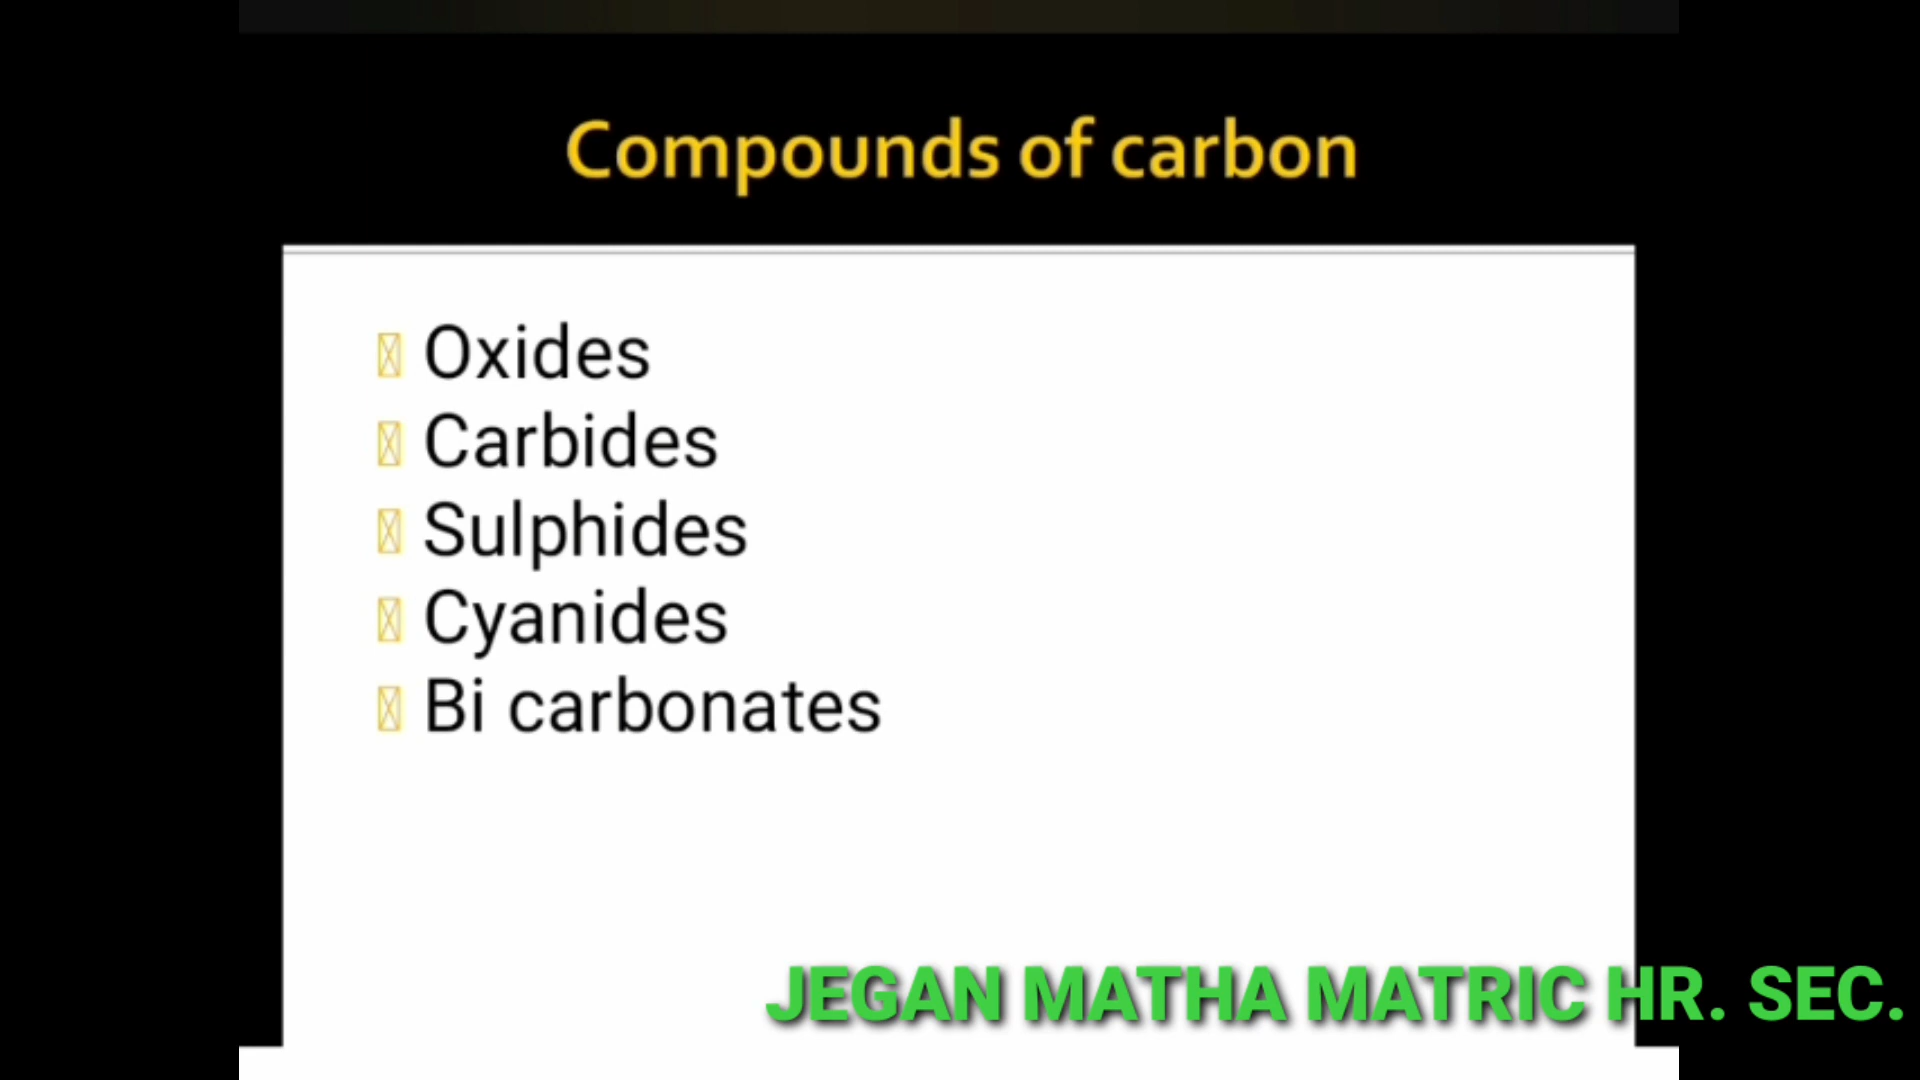 Compounds of carbon
Oxides
Carbides
Sulphides
Cyanides
Bi carbonates
JEGAN MATHA MATRIC HR. SEC.